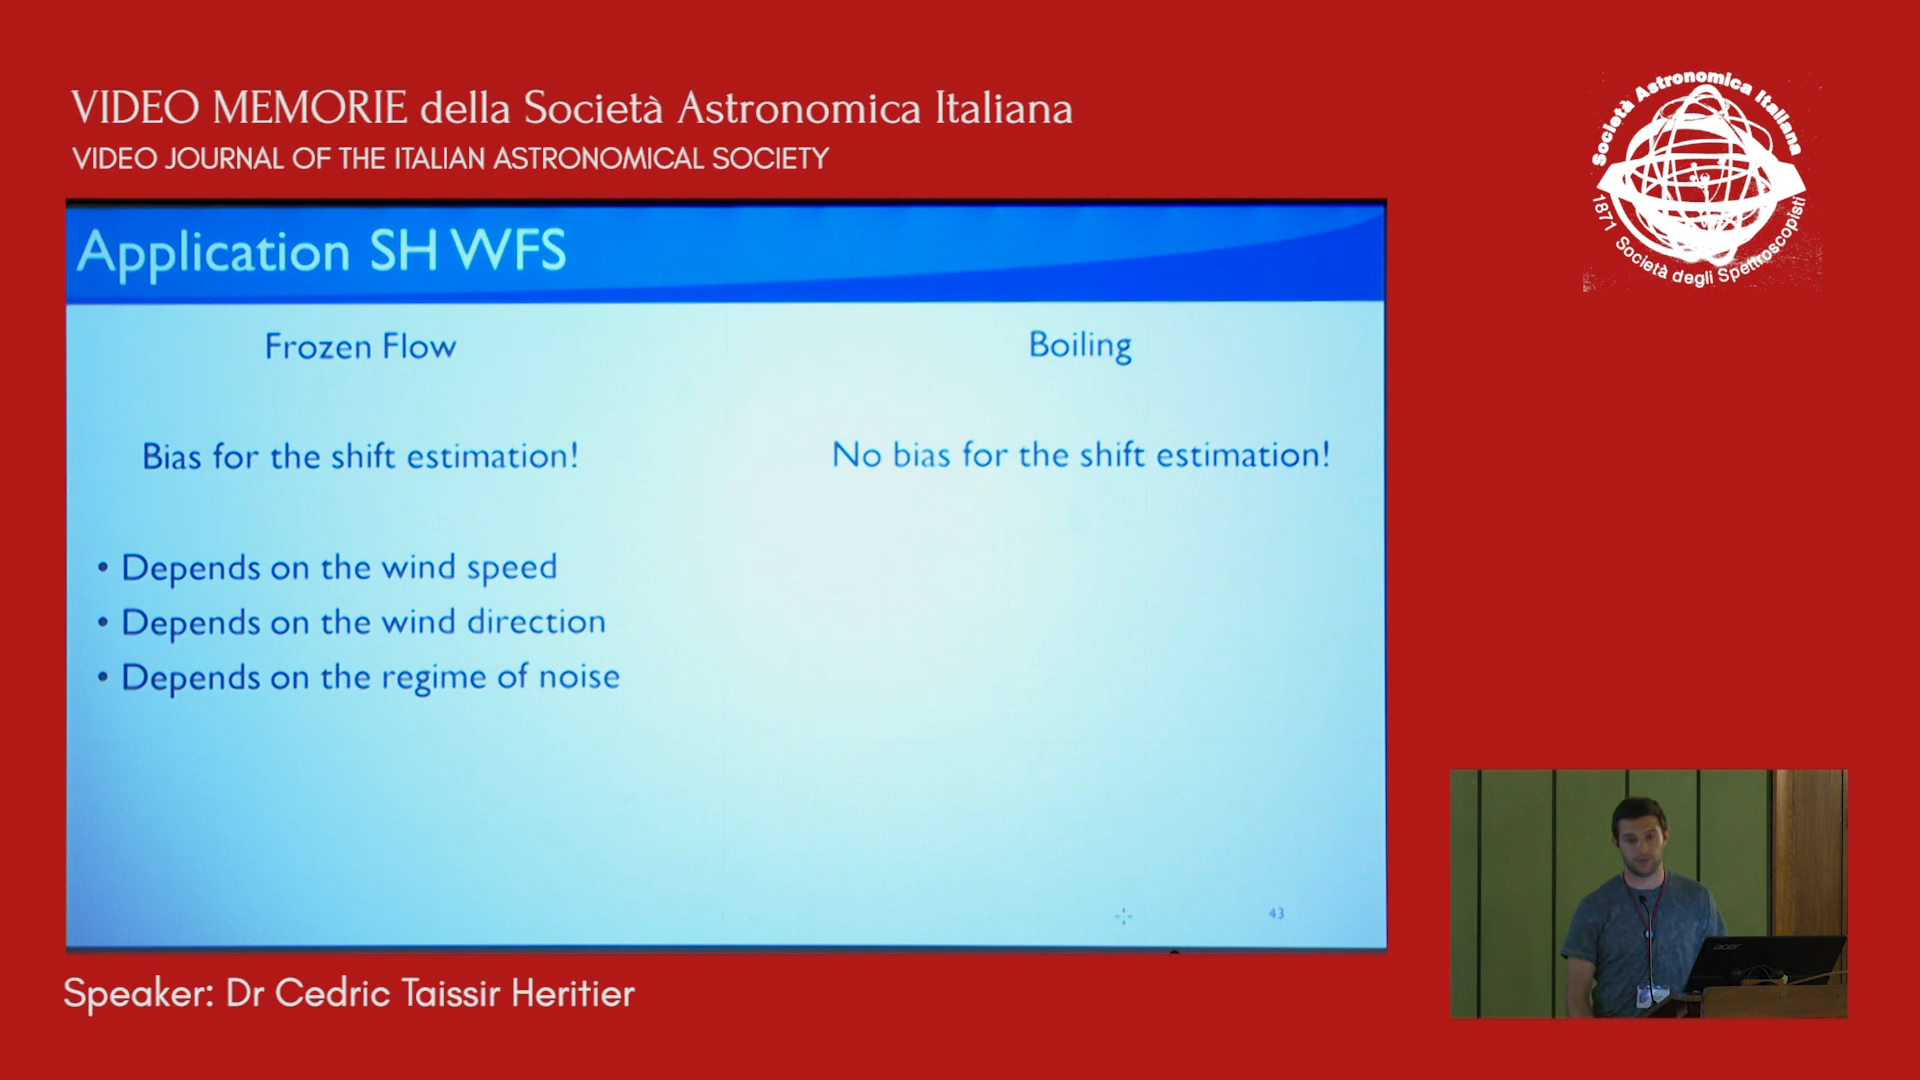 VIDEO MEMORIE della Società Astronomica Italiana
VIDEO JOURNAL OF THE ITALIAN ASTRONOMICAL SOCIETY
Società Astronomica Italiana
1871 Società degli Spettroscopisti
Application SH WFS
Frozen Flow
Boiling
Bias for the shift estimation!
No bias for the shift estimation!
• Depends on the wind speed
• Depends on the wind direction
• Depends on the regime of noise
43
acer
Speaker: Dr Cedric Taissir Heritier